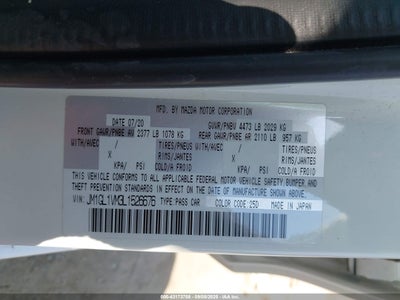 MFD. BY MAZDA MOTOR CORPORATION
DATE 07/20 GVWR/PNBV 4473 LB 2029 KG
FRONT GAWR/PNBE AV 2377 LB 1078 KG REAR GAWR/PNBE AR 2110 LB 957 KG
WITH/AVEC / TIRES/PNEUS WITH/AVEC / TIRES/PNEUS
X RIMS/JANTES X RIMS/JANTES
KPA/ PSI COLD/A FROID KPA/ PSI COLD/A FROID
THIS VEHICLE CONFORMS TO ALL APPLICABLE FEDERAL MOTOR VEHICLE SAFETY, BUMPER, AND
THEFT PREVENTION STANDARDS IN EFFECT ON THE DATE OF MANUFACTURE SHOWN ABOVE.
VIN: JM1GL1VM3L1526676 TYPE PASS CAR COLOR CODE 25D MADE IN JAPAN